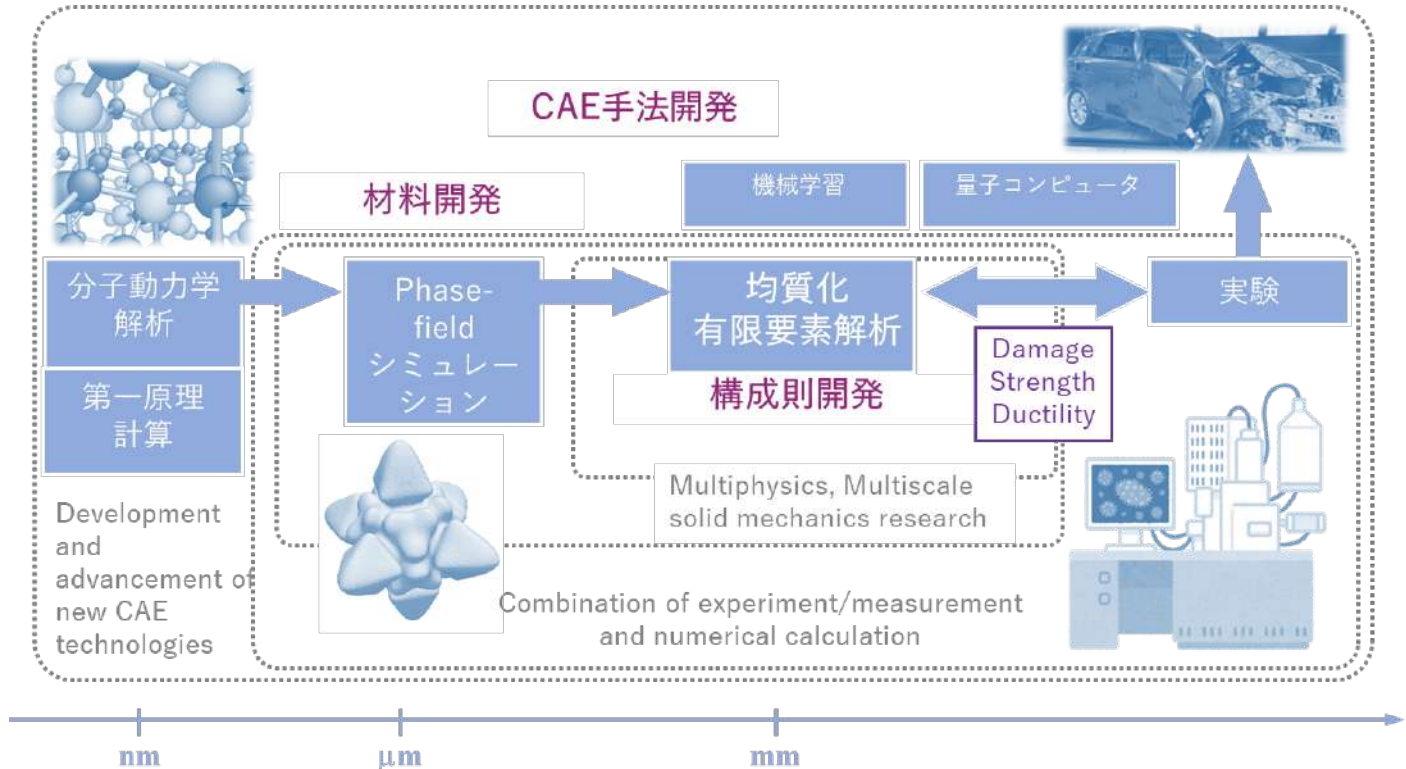 CAE手法開発
材料開発
機械学習
量子コンピュータ
分子動力学
解析
第一原理
計算
Phase-
field
シミュレー
ション
均質化
有限要素解析
構成則開発
実験
Damage
Strength
Ductility
Multiphysics, Multiscale
solid mechanics research
Development
and
advancement of
new CAE
technologies
Combination of experiment/measurement
and numerical calculation
nm
μm
mm